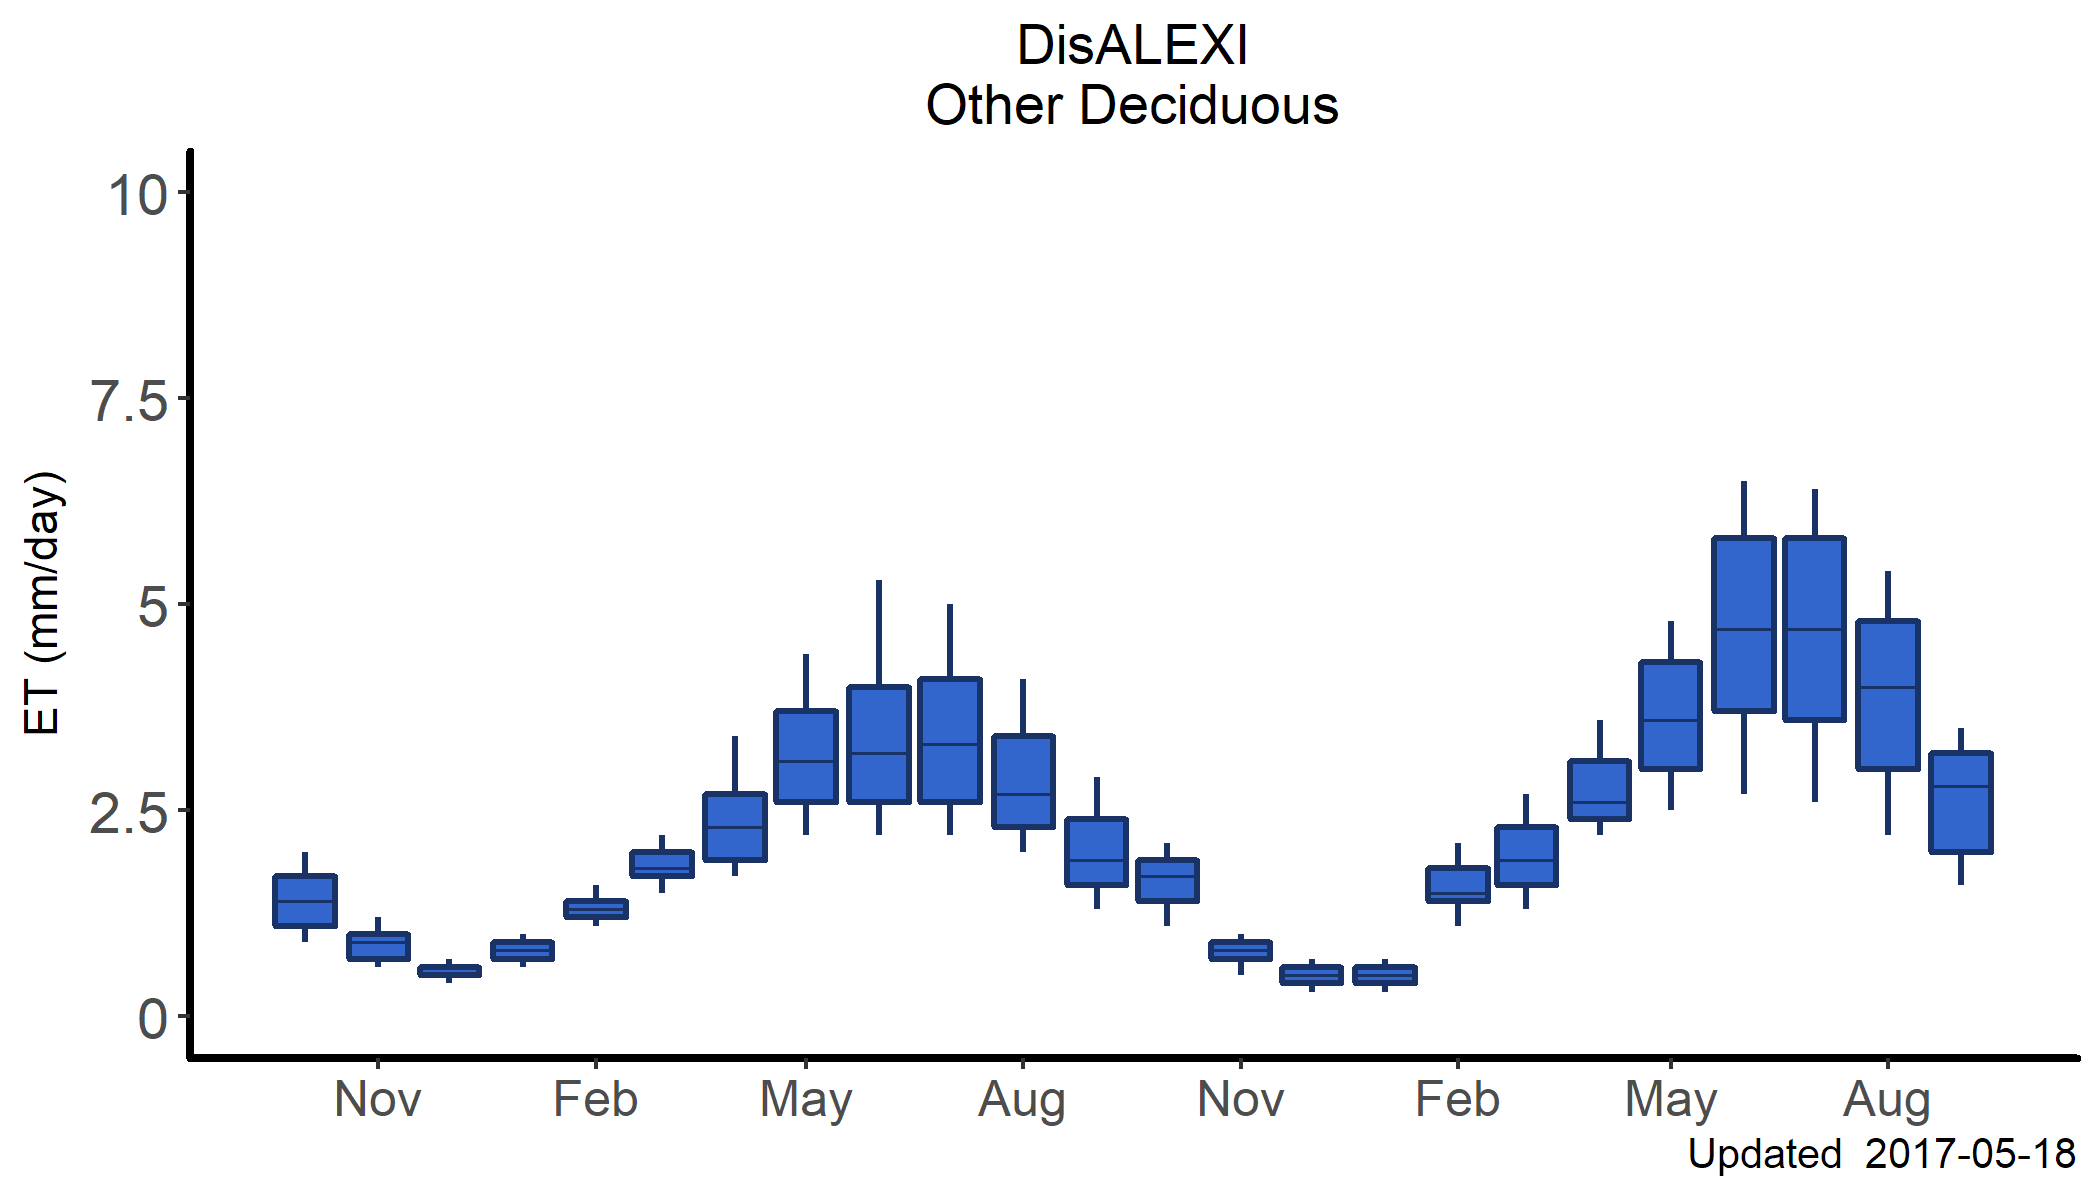 DisALEXI
Other Deciduous
ET (mm/day)
10
7.5
5
2.5
0
Nov Feb May Aug Nov Feb May Aug
Updated 2017-05-18